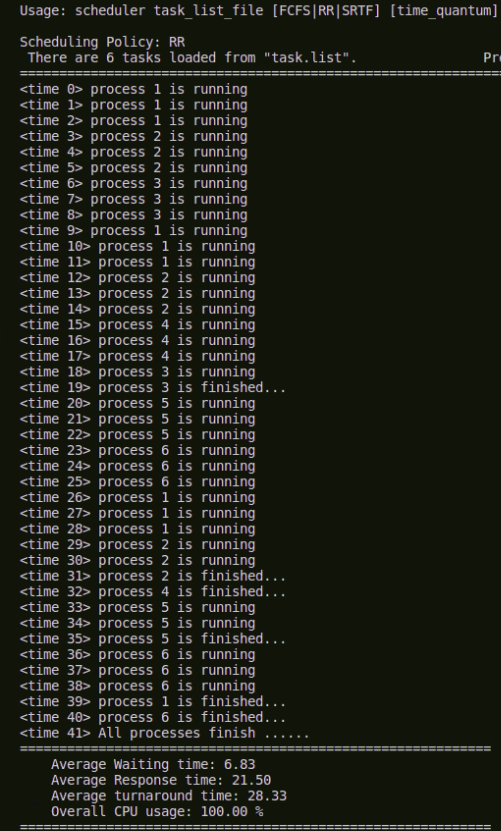 Usage: scheduler task_list_file [FCFS|RR|SRTF] [time_quantum]
Scheduling Policy: RR
There are 6 tasks loaded from "task.list". Pr
==================================================
<time 0> process 1 is running
<time 1> process 1 is running
<time 2> process 1 is running
<time 3> process 2 is running
<time 4> process 2 is running
<time 5> process 2 is running
<time 6> process 3 is running
<time 7> process 3 is running
<time 8> process 3 is running
<time 9> process 1 is running
<time 10> process 1 is running
<time 11> process 1 is running
<time 12> process 2 is running
<time 13> process 2 is running
<time 14> process 2 is running
<time 15> process 4 is running
<time 16> process 4 is running
<time 17> process 4 is running
<time 18> process 3 is running
<time 19> process 3 is finished...
<time 20> process 5 is running
<time 21> process 5 is running
<time 22> process 5 is running
<time 23> process 6 is running
<time 24> process 6 is running
<time 25> process 6 is running
<time 26> process 1 is running
<time 27> process 1 is running
<time 28> process 1 is running
<time 29> process 2 is running
<time 30> process 2 is running
<time 31> process 2 is finished...
<time 32> process 4 is finished...
<time 33> process 5 is running
<time 34> process 5 is running
<time 35> process 5 is finished...
<time 36> process 6 is running
<time 37> process 6 is running
<time 38> process 6 is running
<time 39> process 1 is finished...
<time 40> process 6 is finished...
<time 41> All processes finish ......
==================================================
Average Waiting time: 6.83
Average Response time: 21.50
Average turnaround time: 28.33
Overall CPU usage: 100.00 %
==================================================